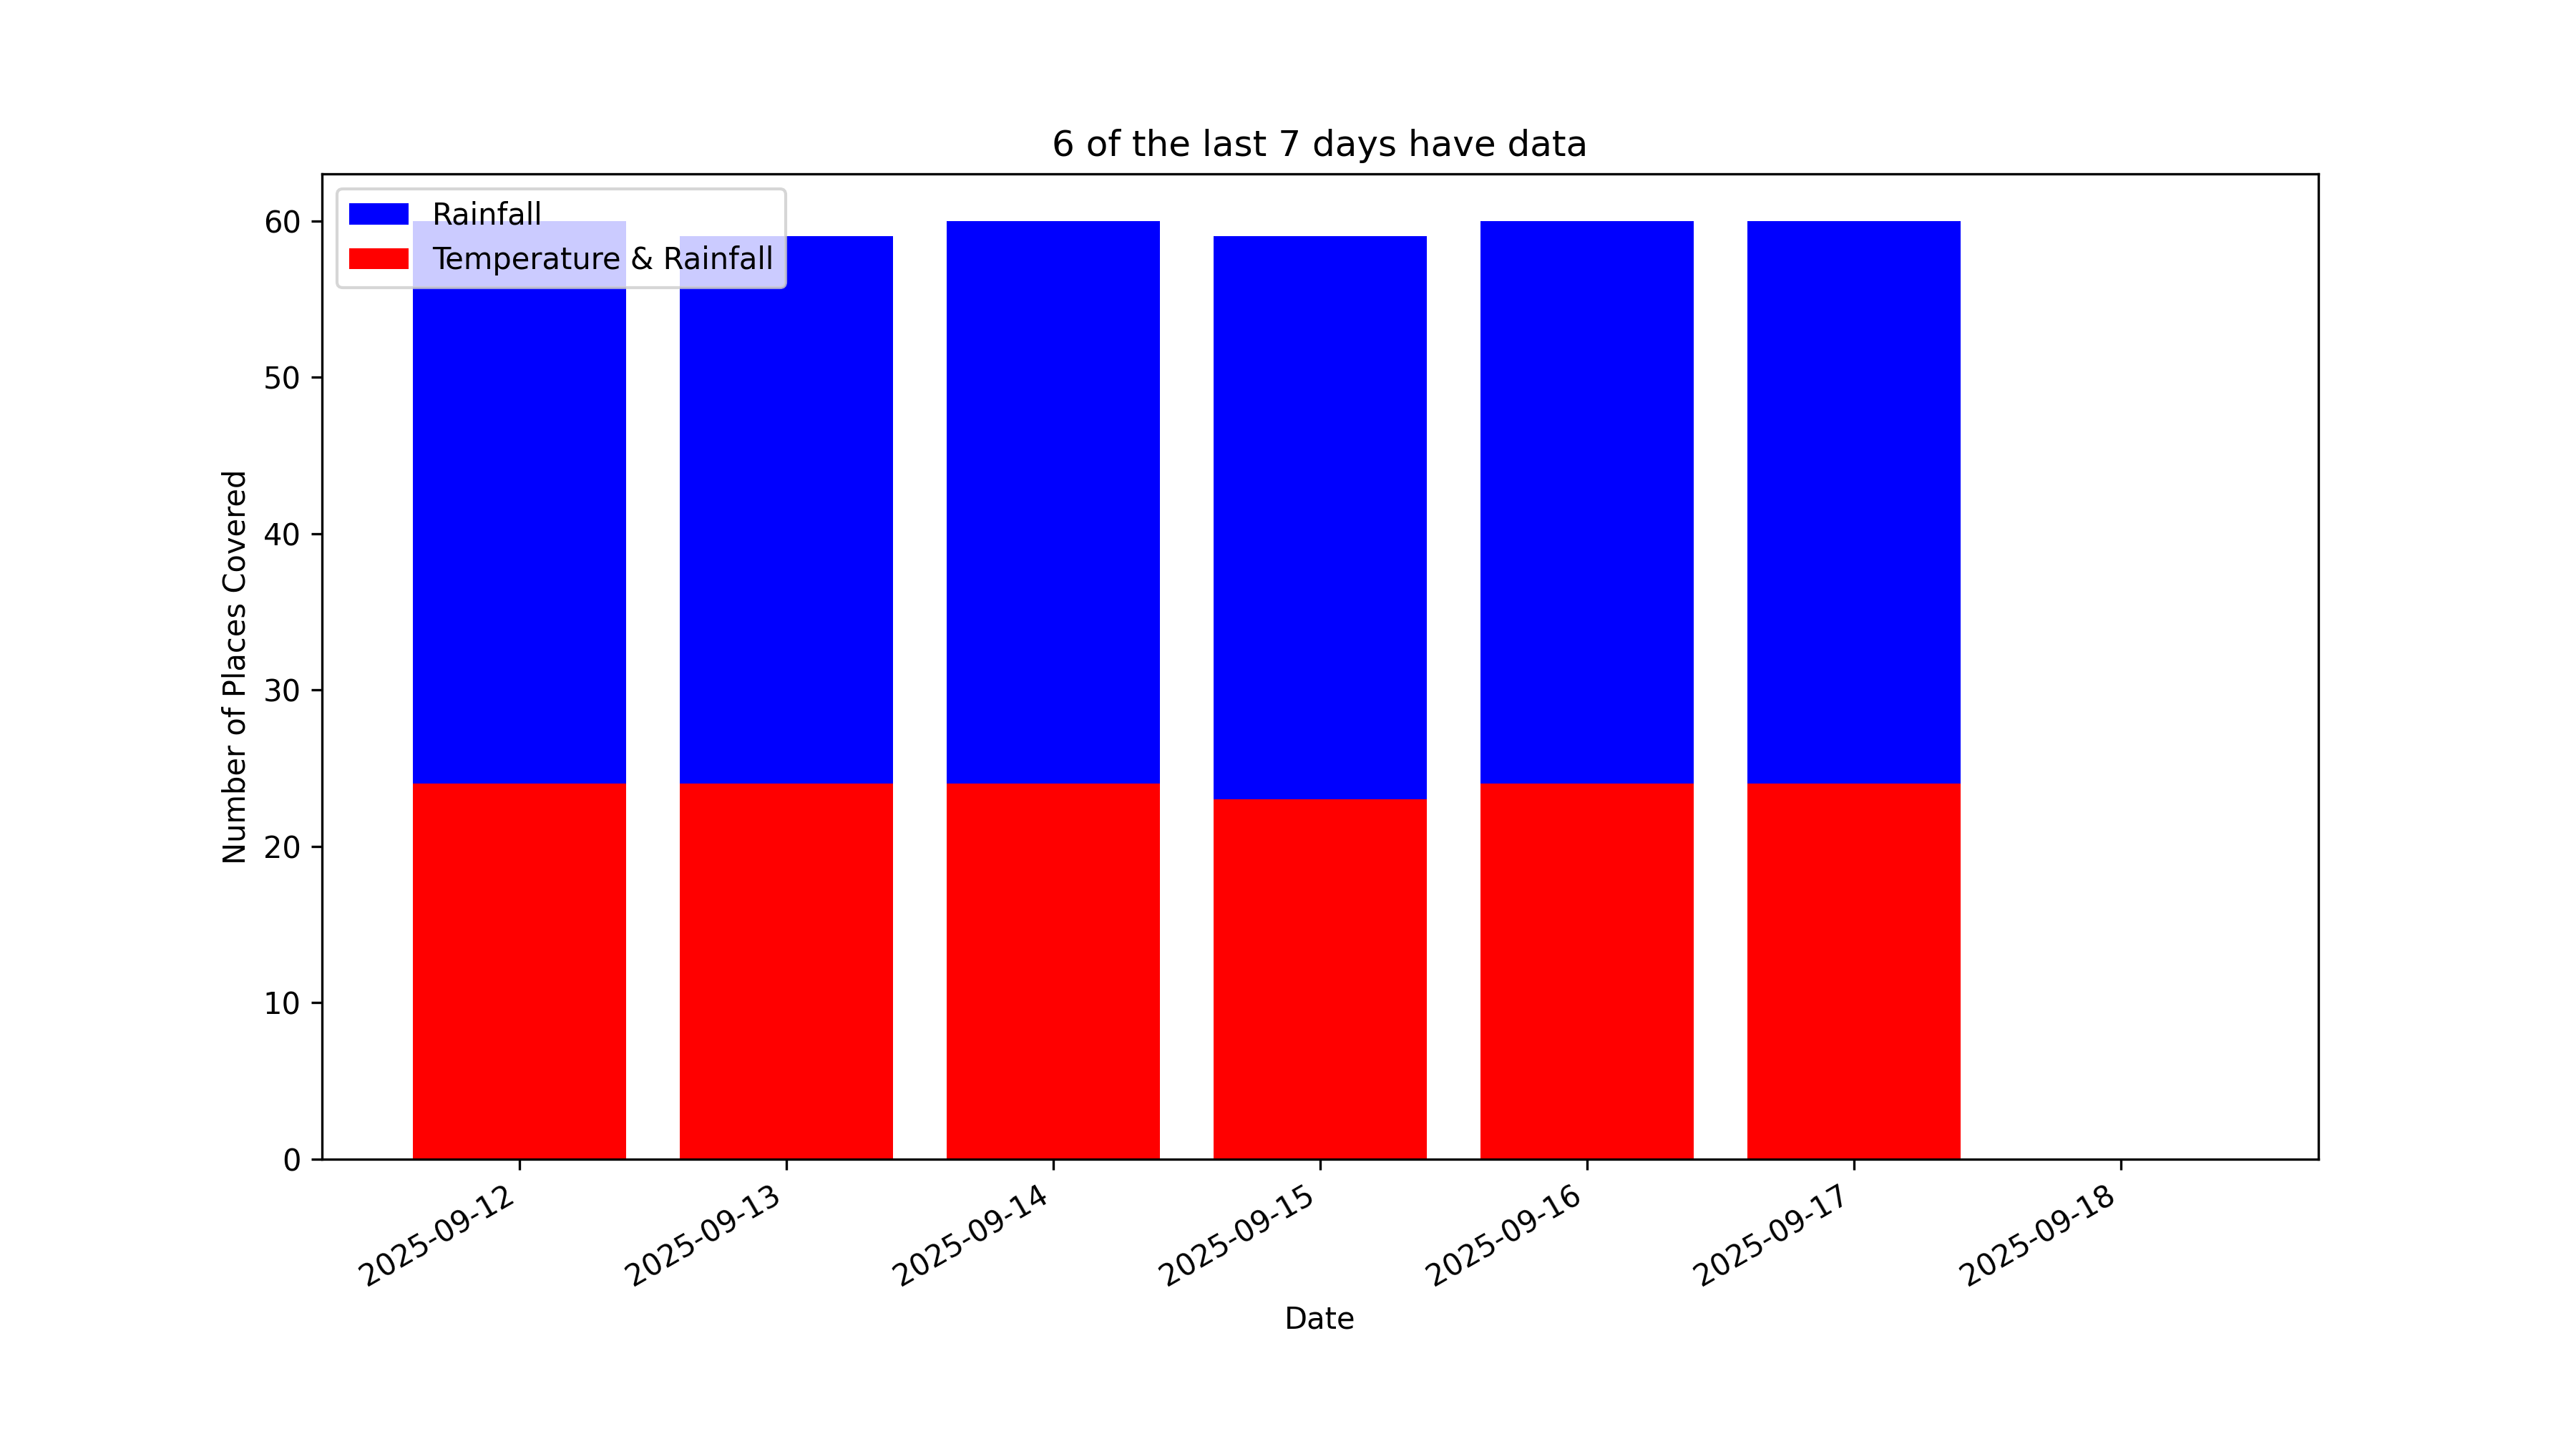 6 of the last 7 days have data
Rainfall
Temperature & Rainfall
Number of Places Covered
60
50
40
30
20
10
0
2025-09-12
2025-09-13
2025-09-14
2025-09-15
2025-09-16
2025-09-17
2025-09-18
Date